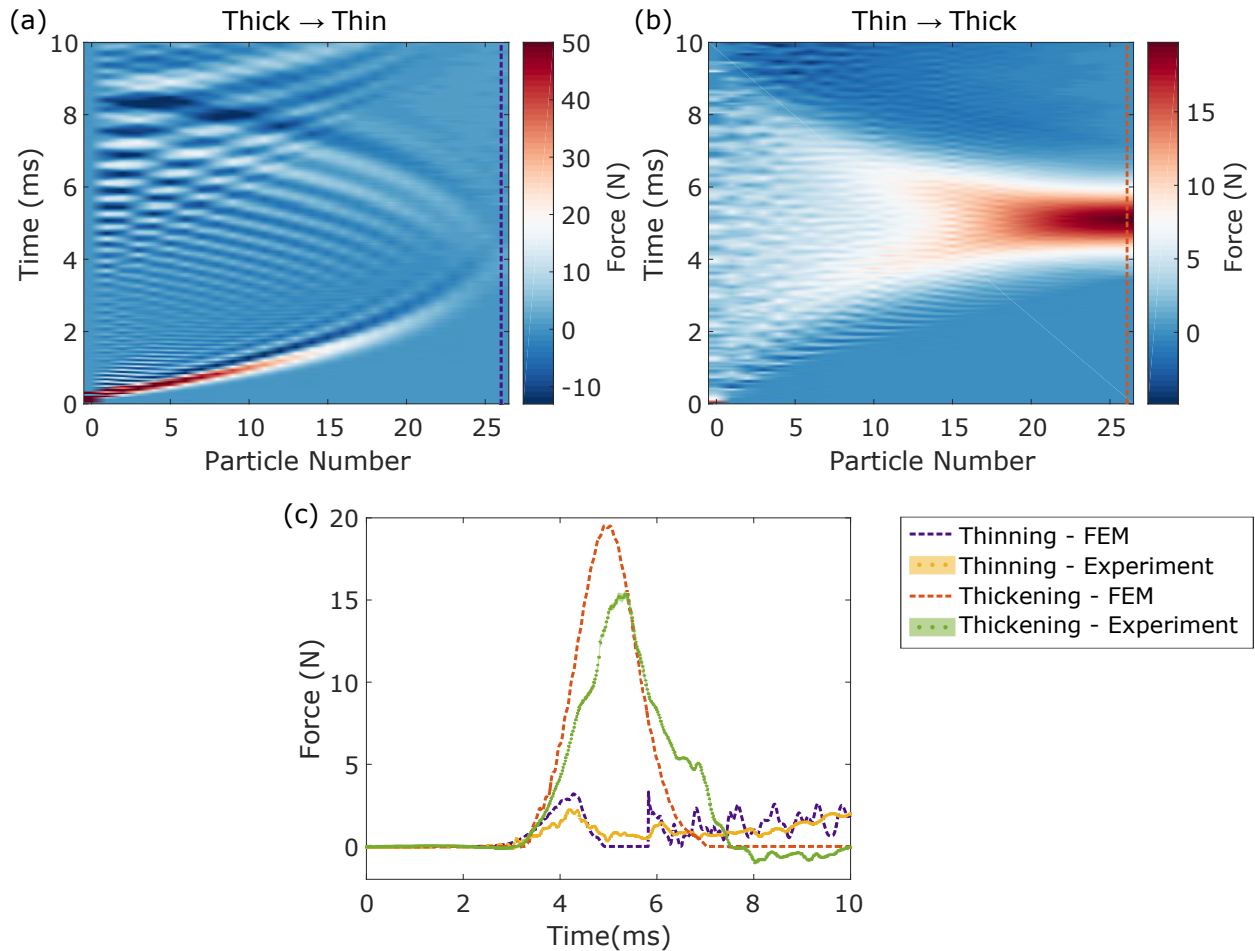 (a)
Thick → Thin
10
8
6
4
2
0
Time (ms)
0 5 10 15 20 25
Particle Number
50
40
30
20
10
0
-10
Force (N)
(b)
Thin → Thick
10
8
6
4
2
0
Time (ms)
0 5 10 15 20 25
Particle Number
15
10
5
0
Force (N)
(c)
20
15
10
5
0
Force (N)
0 2 4 6 8 10
Time(ms)
Thinning - FEM
Thinning - Experiment
Thickening - FEM
Thickening - Experiment